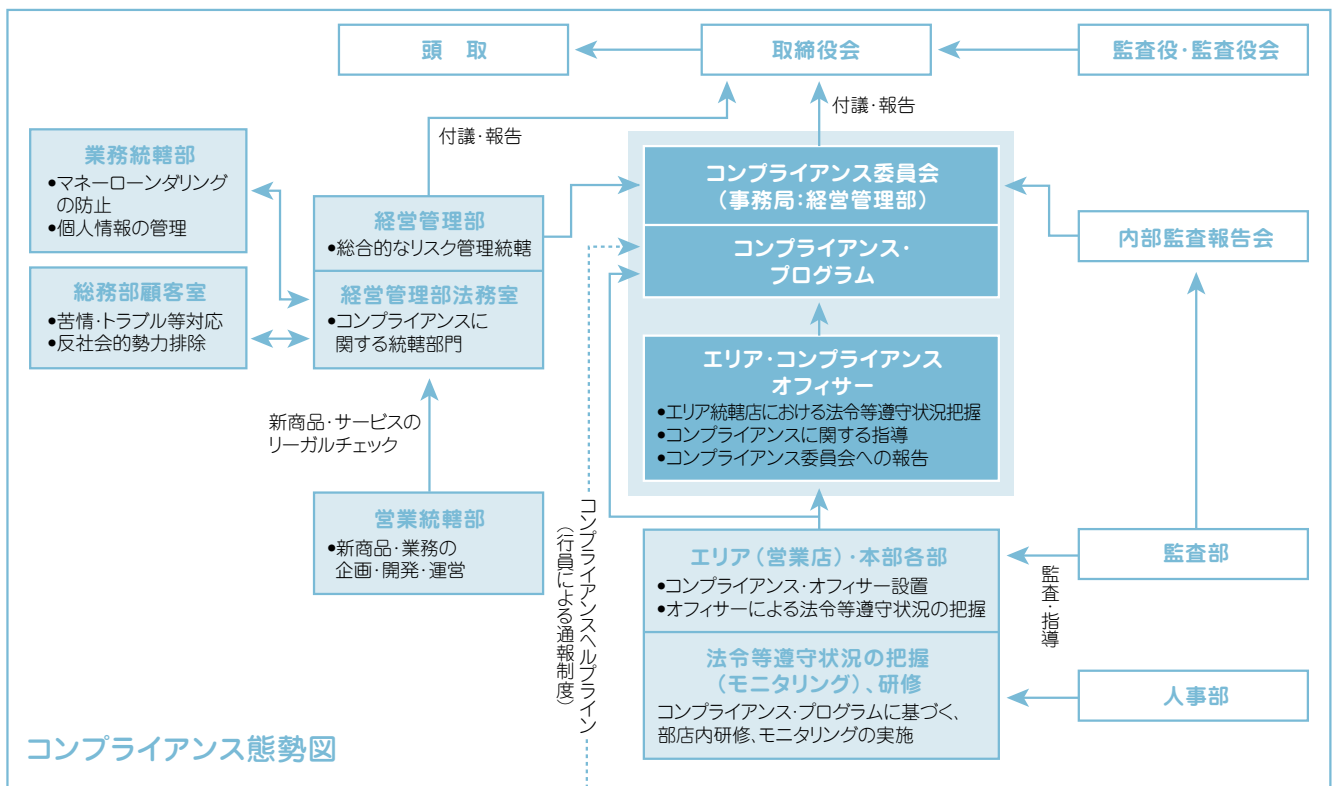 頭 取
取締役会
監査役・監査役会
付議・報告
付議・報告
業務統轄部
●マネーローンダリング
の防止
●個人情報の管理
総務部顧客室
●苦情・トラブル等対応
●反社会的勢力排除
経営管理部
●総合的なリスク管理統轄
経営管理部法務室
●コンプライアンスに
関する統轄部門
新商品・サービスの
リーガルチェック
営業統轄部
●新商品・業務の
企画・開発・運営
コンプライアンス委員会
（事務局：経営管理部）
コンプライアンス・
プログラム
エリア・コンプライアンス
オフィサー
●エリア統轄店における法令等遵守状況把握
●コンプライアンスに関する指導
●コンプライアンス委員会への報告
コンプライアンスヘルプライン
（行員による通報制度）
エリア（営業店）・本部各部
●コンプライアンス・オフィサー設置
●オフィサーによる法令等遵守状況の把握
法令等遵守状況の把握
（モニタリング）、研修
コンプライアンス・プログラムに基づく、
部店内研修、モニタリングの実施
内部監査報告会
監査部
監査・指導
人事部
コンプライアンス態勢図